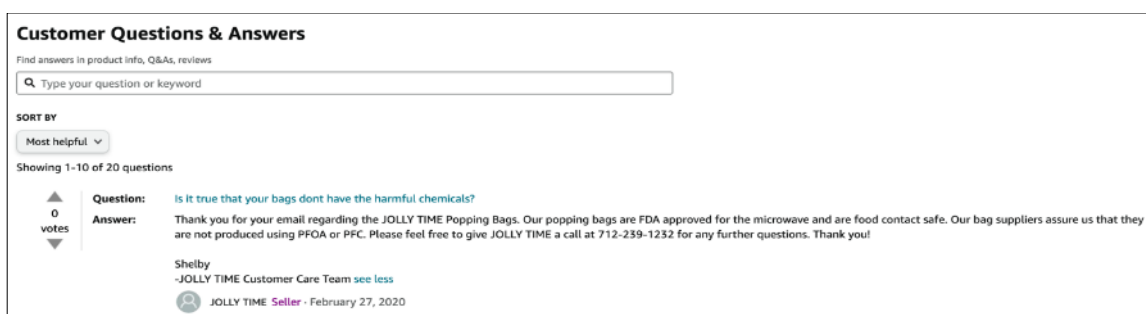 Customer Questions & Answers
Find answers in product info, Q&As, reviews
Type your question or keyword
SORT BY
Most helpful
Showing 1-10 of 20 questions
0
votes
Question: Is it true that your bags dont have the harmful chemicals?
Answer: Thank you for your email regarding the JOLLY TIME Popping Bags. Our popping bags are FDA approved for the microwave and are food contact safe. Our bag suppliers assure us that they
are not produced using PFOA or PFC. Please feel free to give JOLLY TIME a call at 712-239-1232 for any further questions. Thank you!
Shelby
-JOLLY TIME Customer Care Team see less
JOLLY TIME Seller · February 27, 2020